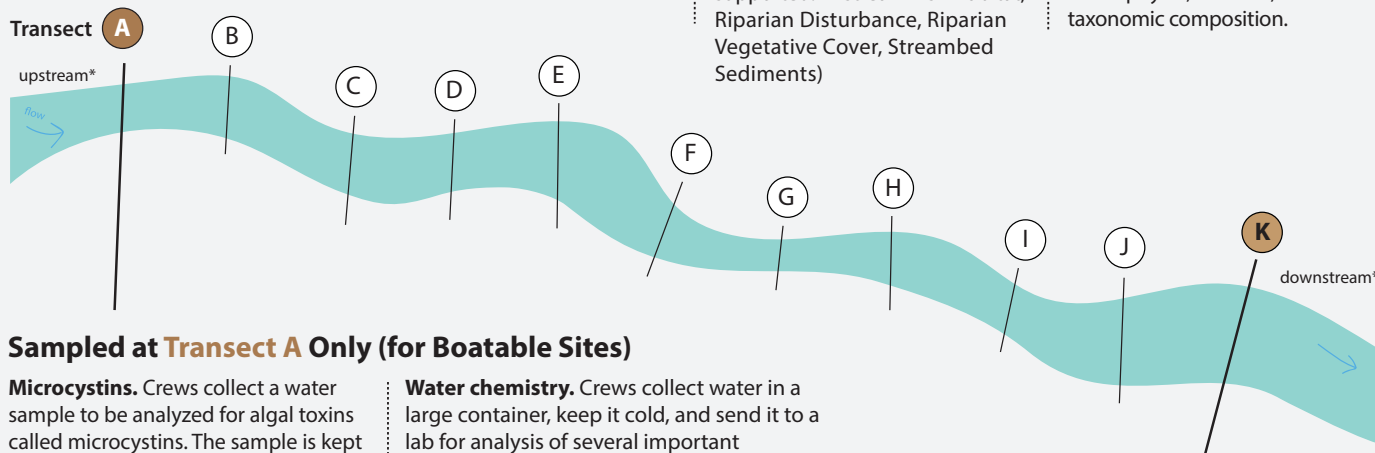 Riparian Disturbance, Riparian
Vegetative Cover, Streambed
Sediments)
taxonomic composition.
Transect A
B
C
D
E
F
G
H
I
J
K
upstream*
flow
downstream*
Sampled at Transect A Only (for Boatable Sites)
Microcystins. Crews collect a water
sample to be analyzed for algal toxins
called microcystins. The sample is kept
Water chemistry. Crews collect water in a
large container, keep it cold, and send it to a
lab for analysis of several important